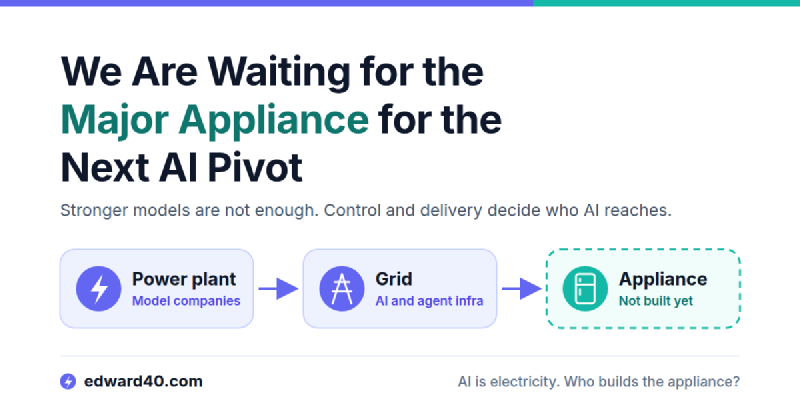 We Are Waiting for the
Major Appliance for the
Next AI Pivot
Stronger models are not enough. Control and delivery decide who AI reaches.
Power plant
Model companies
Grid
AI and agent infra
Appliance
Not built yet
edward40.com
AI is electricity. Who builds the appliance?